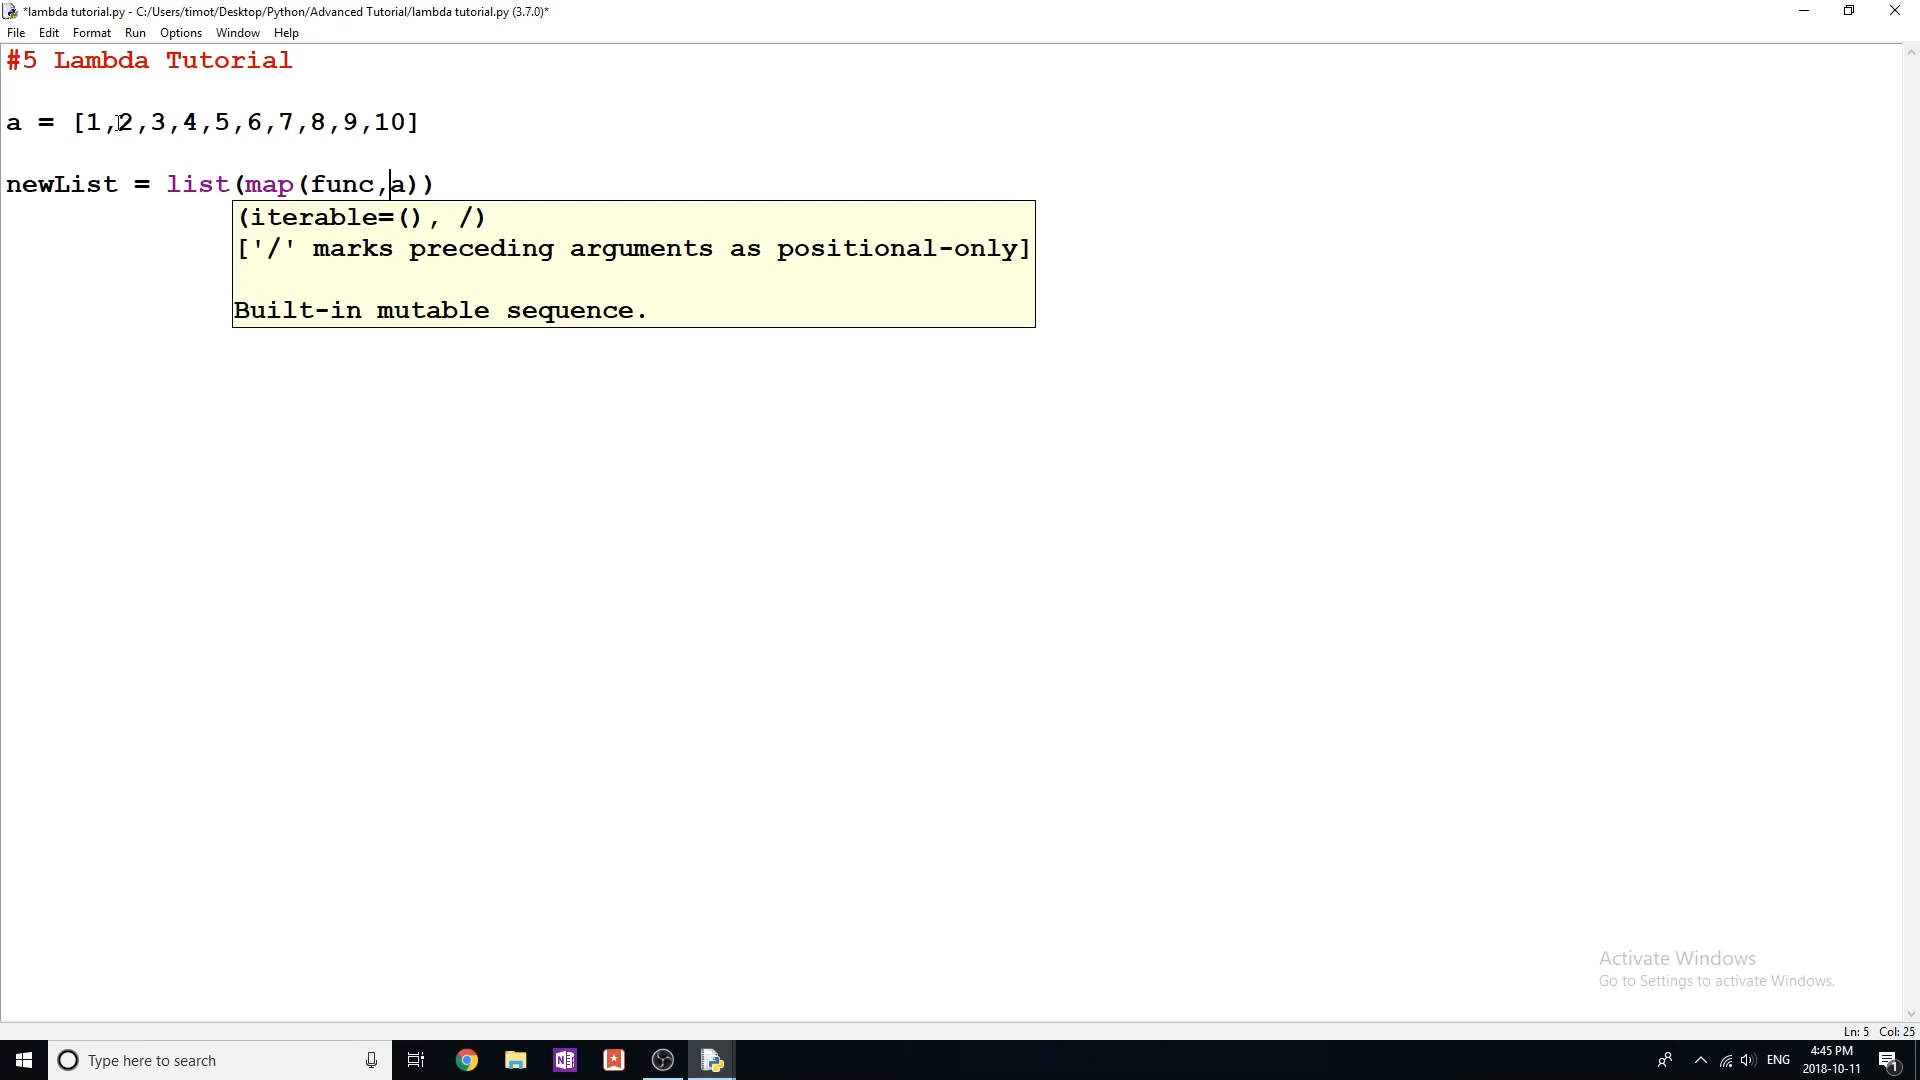 *lambda tutorial.py - C:/Users/timot/Desktop/Python/Advanced Tutorial/lambda tutorial.py (3.7.0)*
File Edit Format Run Options Window Help
#5 Lambda Tutorial
a = [1,2,3,4,5,6,7,8,9,10]
newList = list(map(func,a))
(iterable=(), /)
['/' marks preceding arguments as positional-only]
Built-in mutable sequence.
Activate Windows
Go to Settings to activate Windows.
Ln: 5 Col: 25
Type here to search
ENG
4:45 PM
2018-10-11
1